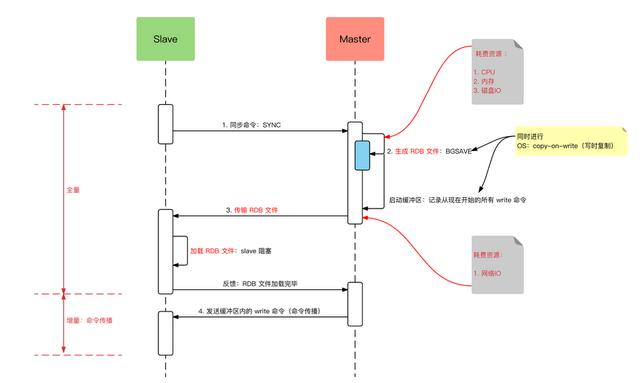 Slave
Master
耗费资源：
1. CPU
2. 内存
3. 磁盘IO
1. 同步命令：SYNC
同时进行
OS：copy-on-write（写时复制）
2. 生成 RDB 文件：BGSAVE
全量
启动缓冲区：记录从现在开始的所有 write 命令
3. 传输 RDB 文件
加载 RDB 文件：slave 阻塞
耗费资源：
1. 网络IO
反馈：RDB 文件加载完毕
4. 发送缓冲区内的 write 命令（命令传播）
增量：命令传播